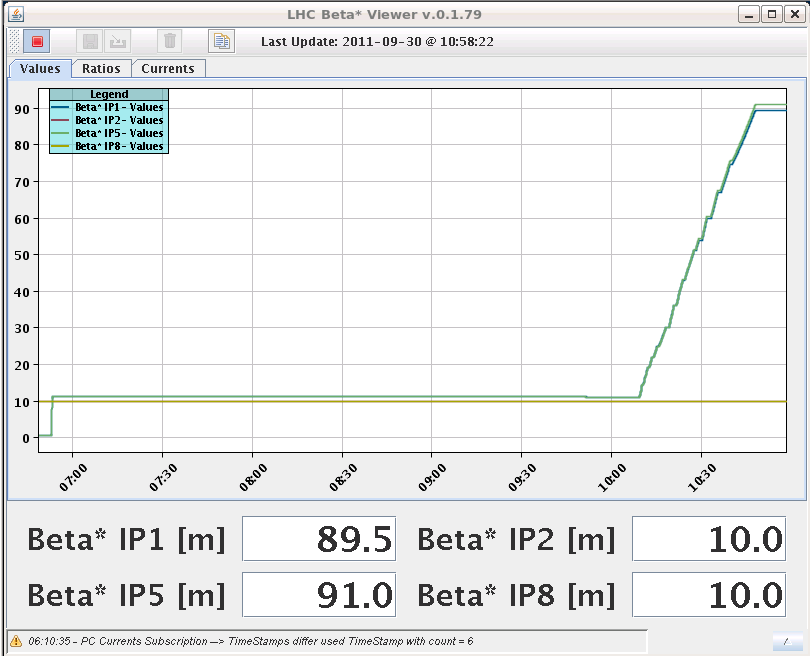 LHC Beta* Viewer v.0.1.79
Last Update: 2011-09-30 @ 10:58:22
Values Ratios Currents
Legend
Beta* IP1 - Values
Beta* IP2 - Values
Beta* IP5 - Values
Beta* IP8 - Values
90
80
70
60
50
40
30
20
10
0
07:00 07:30 08:00 08:30 09:00 09:30 10:00 10:30
Beta* IP1 [m] 89.5 Beta* IP2 [m] 10.0
Beta* IP5 [m] 91.0 Beta* IP8 [m] 10.0
06:10:35 - PC Currents Subscription —> TimeStamps differ used TimeStamp with count = 6